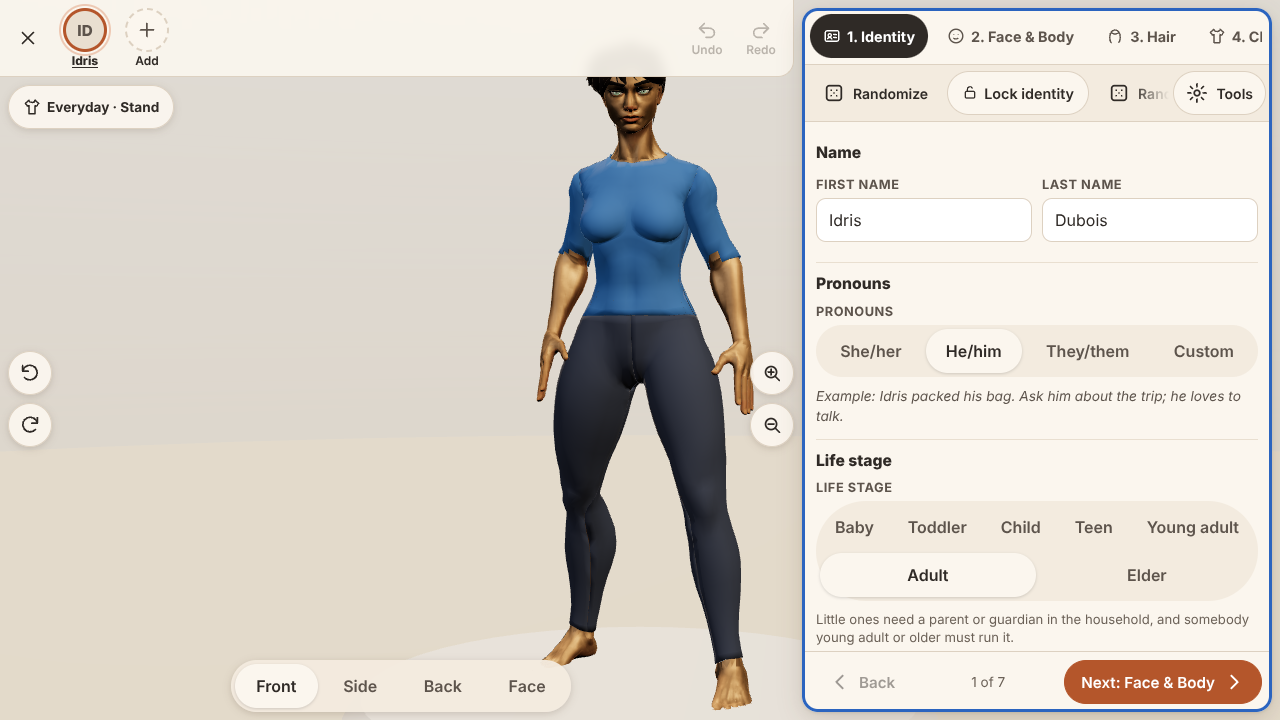 ID
Idris
Add
Undo
Redo
Everyday · Stand
Front
Side
Back
Face
1. Identity
2. Face & Body
3. Hair
4. Cl
Randomize
Lock identity
Ran
Tools
Name
FIRST NAME
LAST NAME
Idris
Dubois
Pronouns
PRONOUNS
She/her
He/him
They/them
Custom
Example: Idris packed his bag. Ask him about the trip; he loves to
talk.
Life stage
LIFE STAGE
Baby
Toddler
Child
Teen
Young adult
Adult
Elder
Little ones need a parent or guardian in the household, and somebody
young adult or older must run it.
Back
1 of 7
Next: Face & Body